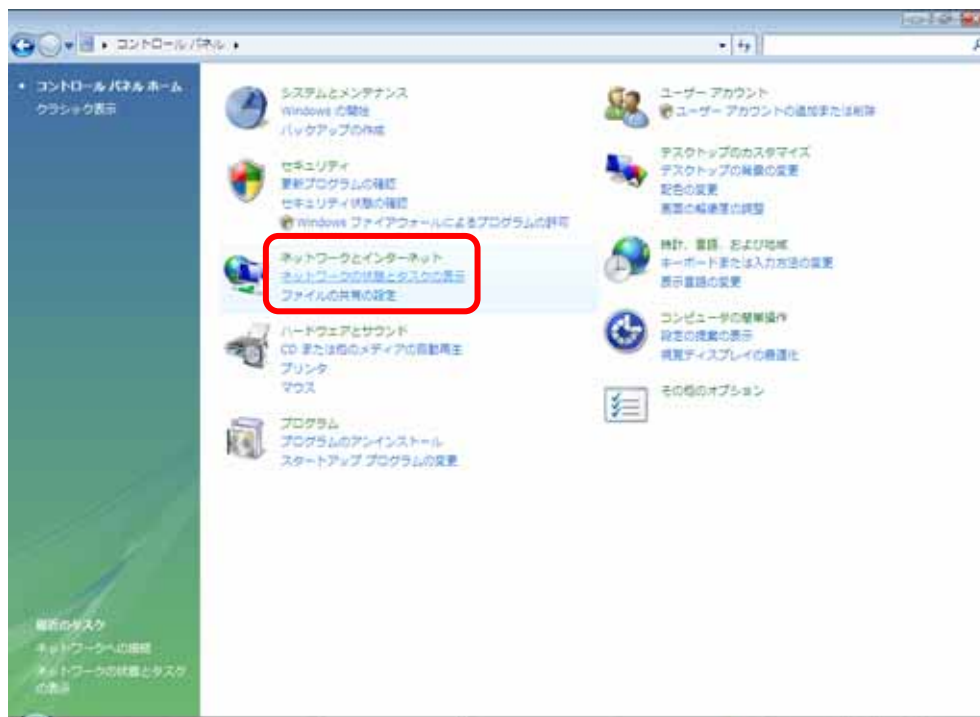 コントロール パネル
コントロール パネル ホーム
クラシック表示
システムとメンテナンス
Windows の開始
バックアップの作成
セキュリティ
更新プログラムの確認
セキュリティ状態の確認
Windows ファイアウォールによるプログラムの許可
ネットワークとインターネット
ネットワークの状態とタスクの表示
ファイルの共有の設定
ハードウェアとサウンド
CD または他のメディアの自動再生
プリンタ
マウス
プログラム
プログラムのアンインストール
スタートアップ プログラムの変更
ユーザー アカウント
ユーザー アカウントの追加または削除
デスクトップのカスタマイズ
デスクトップの背景の変更
配色の変更
画面の解像度の調整
時計、言語、および地域
キーボードまたは入力方法の変更
表示言語の変更
コンピュータの簡単操作
設定の提案の表示
視覚ディスプレイの最適化
その他のオプション
最近のタスク
ネットワークへの接続
ネットワークの状態とタスク
の表示